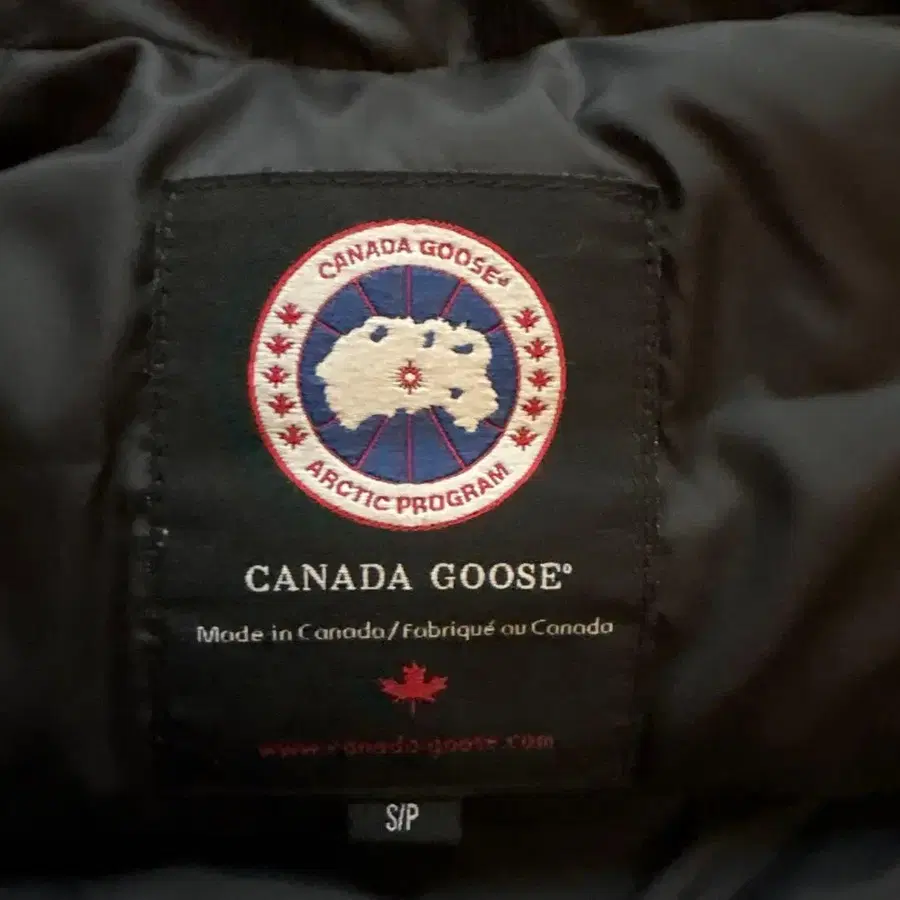 CANADA GOOSE®
ARCTIC PROGRAM
CANADA GOOSE®
Made in Canada/Fabriqué au Canada
www.canada-goose.com
S/P